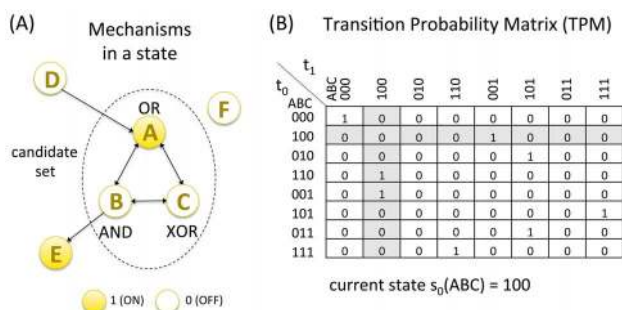 (A)
Mechanisms
in a state
D
OR
A
F
candidate
set
B
C
AND
XOR
E
1 (ON)
0 (OFF)
(B) Transition Probability Matrix (TPM)
t1
t0
ABC
000 100 010 110 001 101 011 111
ABC
000 1 0 0 0 0 0 0 0
100 0 0 0 0 1 0 0 0
010 0 0 0 0 0 1 0 0
110 0 1 0 0 0 0 0 0
001 0 1 0 0 0 0 0 0
101 0 0 0 0 0 0 0 1
011 0 0 0 0 0 1 0 0
111 0 0 0 1 0 0 0 0
current state s0(ABC) = 100